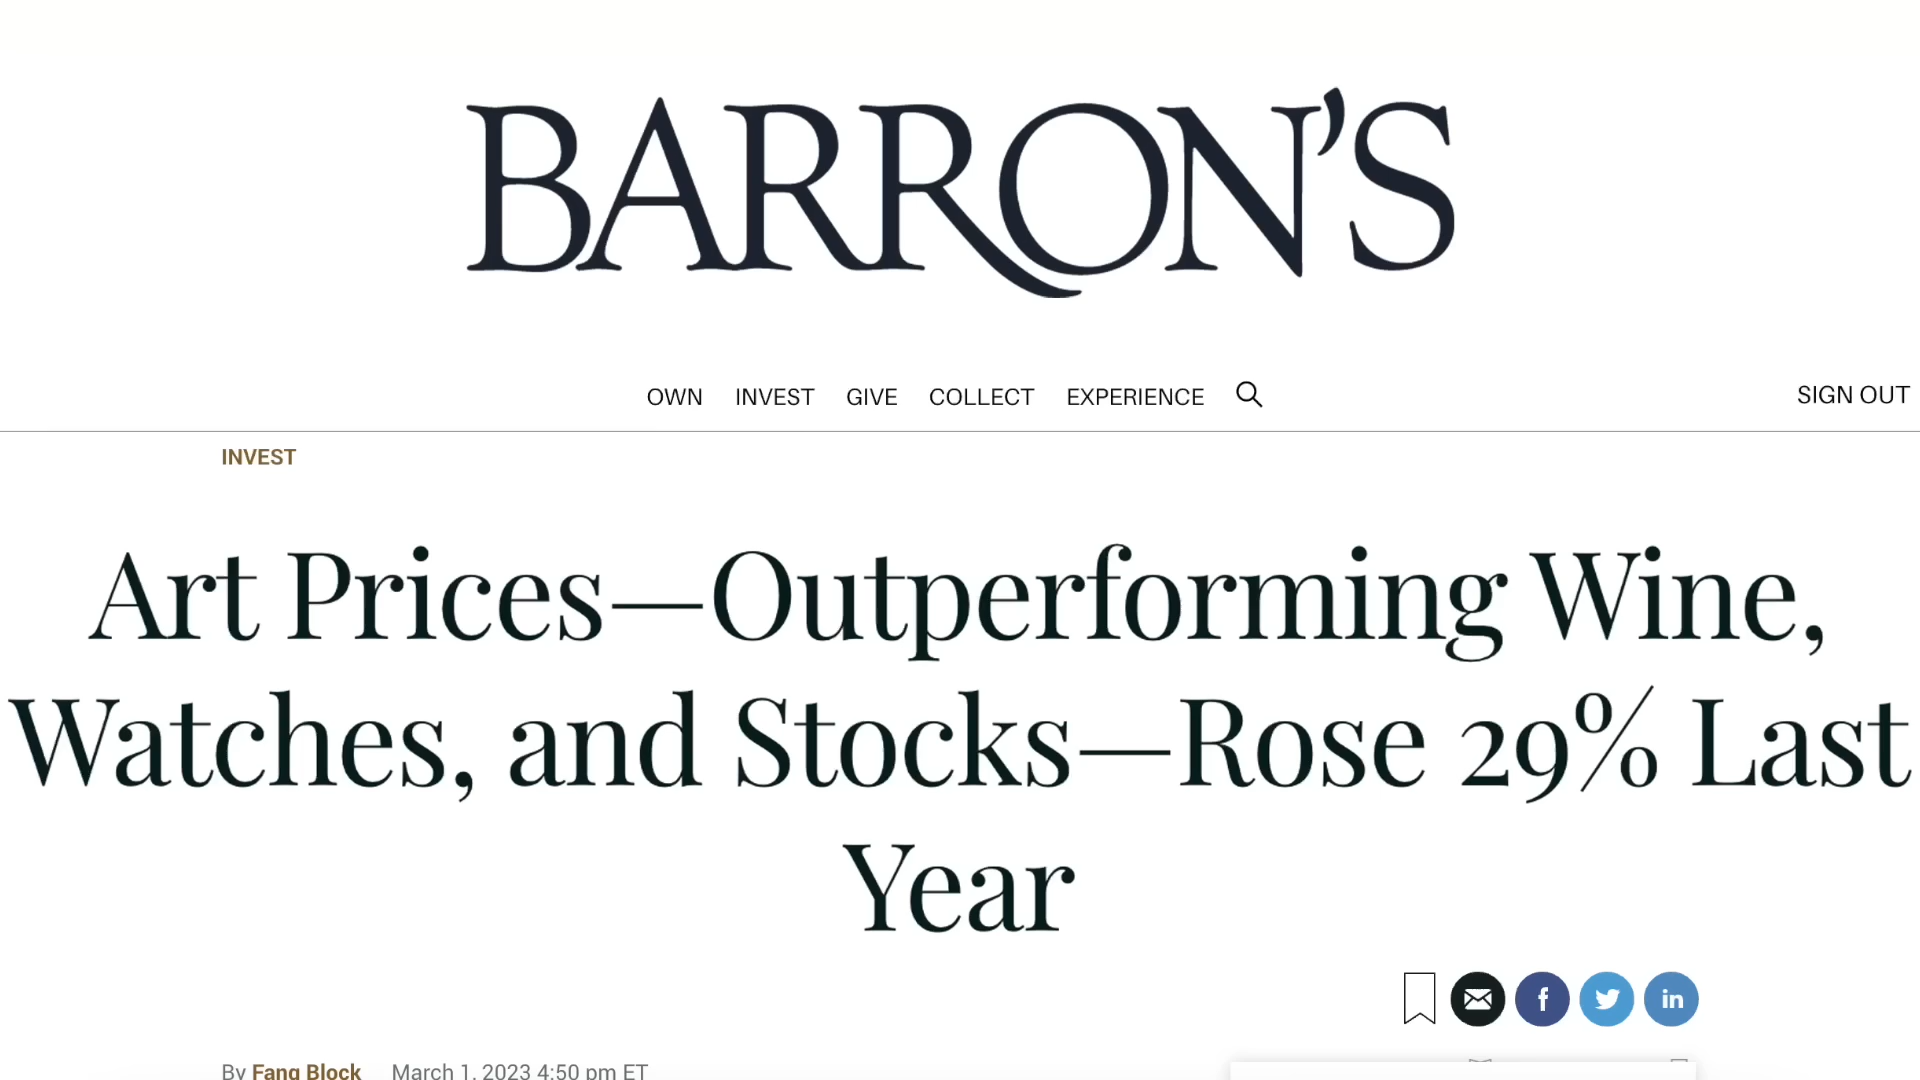 BARRON'S
OWN INVEST GIVE COLLECT EXPERIENCE
SIGN OUT
INVEST
Art Prices—Outperforming Wine,
Watches, and Stocks—Rose 29% Last
Year
f in
By Fang Block March 1, 2023 4:50 pm ET